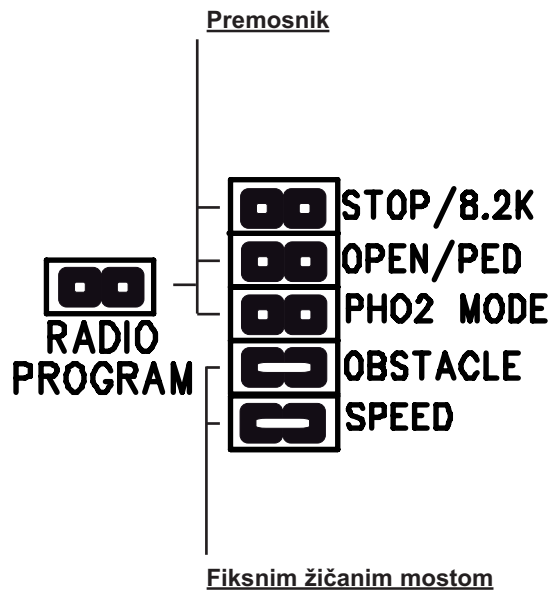 Premosnik
STOP/8.2K
OPEN/PED
PHO2 MODE
RADIO
PROGRAM
OBSTACLE
SPEED
Fiksnim žičanim mostom